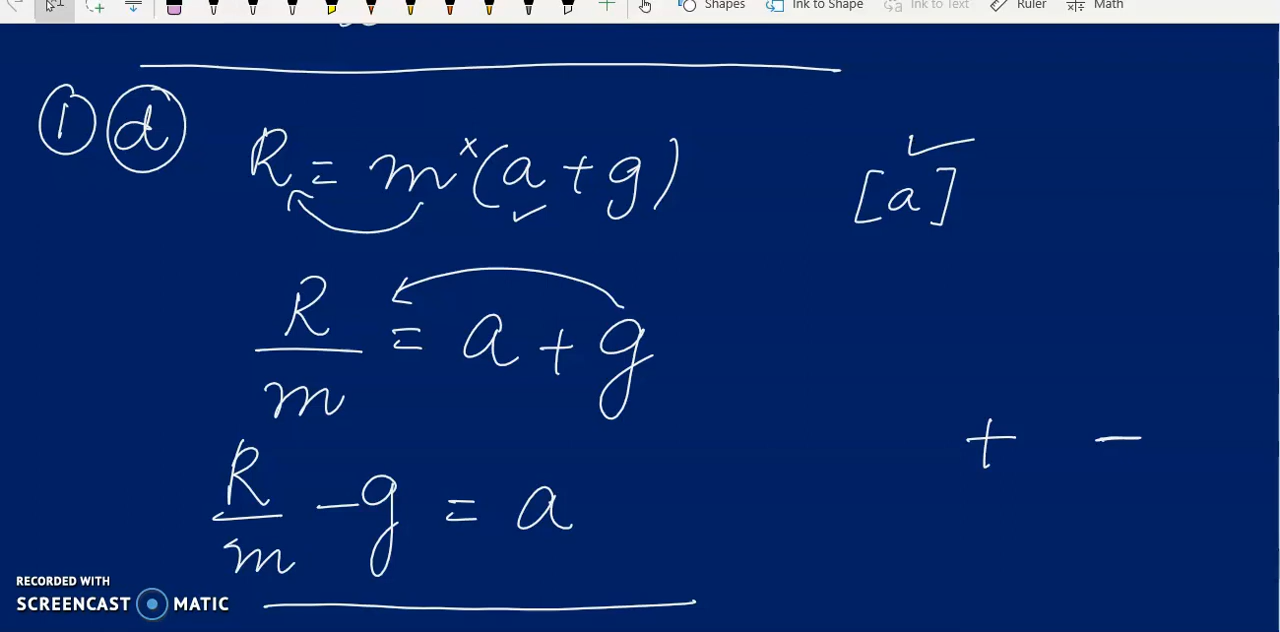 Shapes Ink to Shape Ink to Text Ruler Math
① ⓓ R = m × (a + g) [a]
R/m = a + g
+ −
R/m − g = a
RECORDED WITH
SCREENCAST MATIC